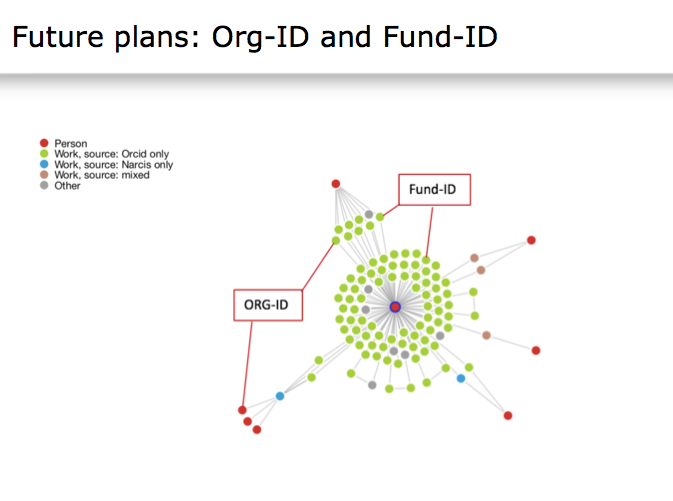 Future plans: Org-ID and Fund-ID
Person
Work, source: Orcid only
Work, source: Narcis only
Work, source: mixed
Other
Fund-ID
ORG-ID